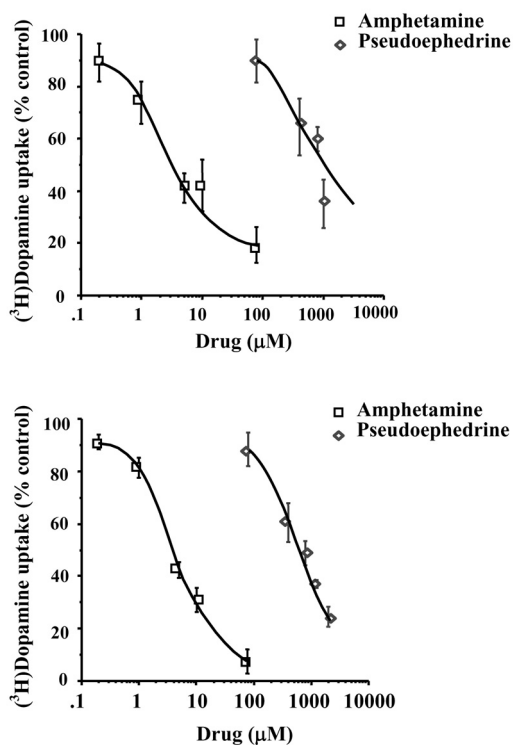 Amphetamine
Pseudoephedrine
(³H)Dopamine uptake (% control)
100
80
60
40
20
0
.1 1 10 100 1000 10000
Drug (μM)
Amphetamine
Pseudoephedrine
(³H)Dopamine uptake (% control)
100
80
60
40
20
0
.1 1 10 100 1000 10000
Drug (μM)